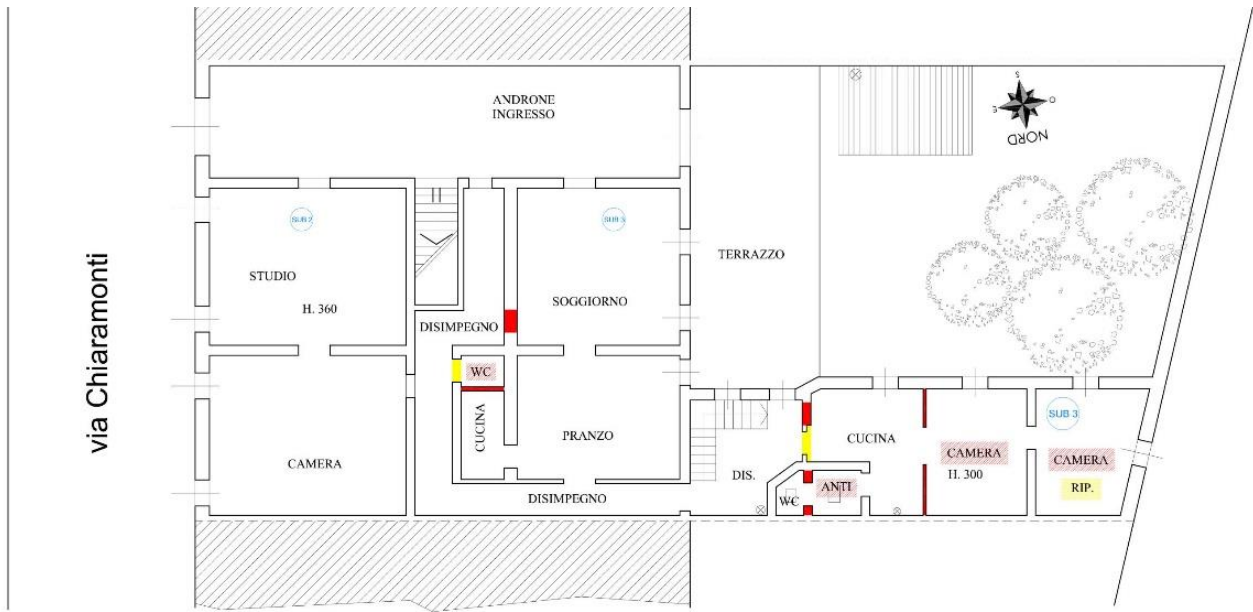 via Chiaramonti
ANDRONE
INGRESSO
S
O
E
NORD
SUB 2
SUB 3
STUDIO
H. 360
SOGGIORNO
TERRAZZO
DISIMPEGNO
WC
CUCINA
CAMERA
PRANZO
DISIMPEGNO
DIS.
CUCINA
WC
ANTI
CAMERA
H. 300
SUB 3
CAMERA
RIP.